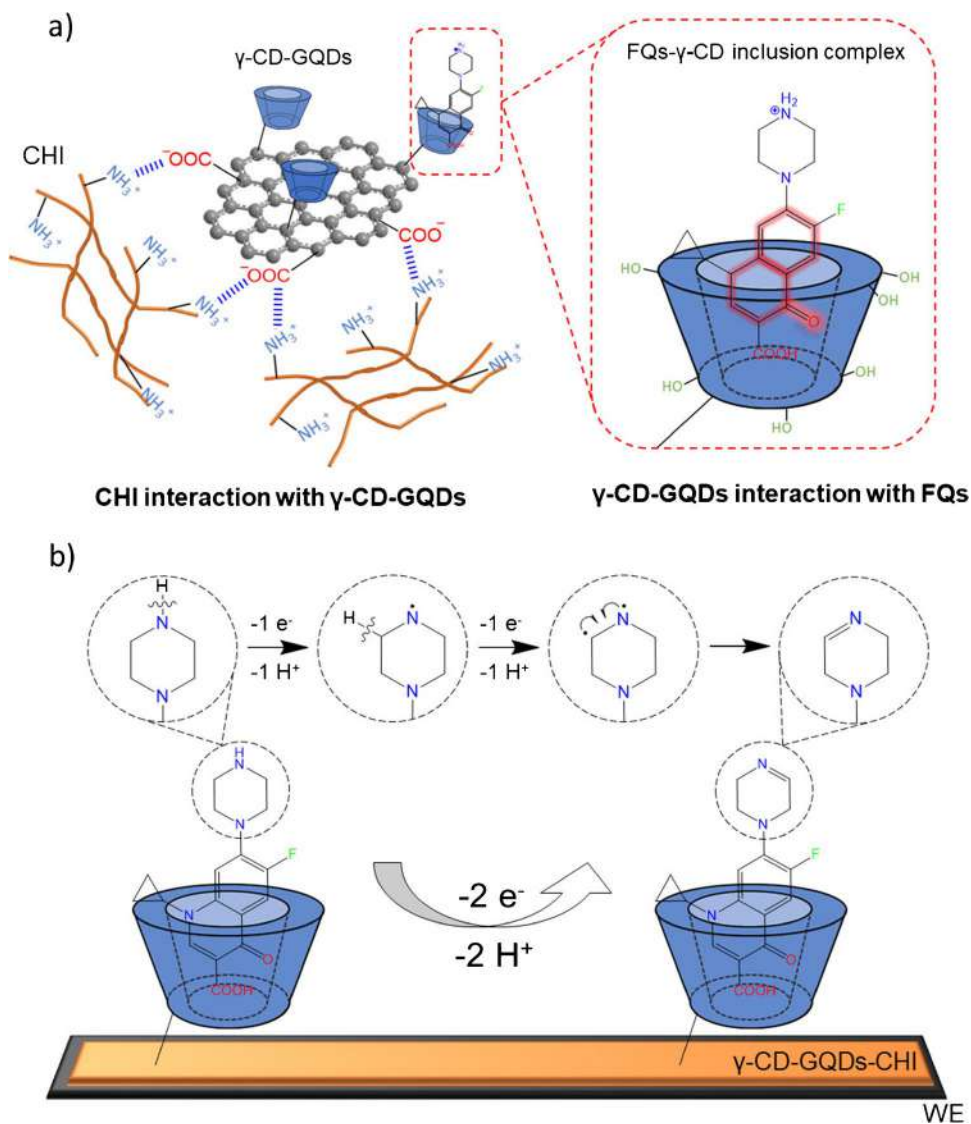 a)
γ-CD-GQDs
CHI
⁻OOC
COO⁻
⁻OOC
NH₃⁺
NH₃⁺
NH₃⁺
NH₃⁺
NH₃⁺
NH₃⁺
NH₃⁺
NH₃⁺
NH₃⁺
NH₃⁺
NH₃⁺
COOH
F
FQs-γ-CD inclusion complex
NH₂
⊕
N
F
HO
OH
OH
O
COOH
HO
OH
HO
CHI interaction with γ-CD-GQDs
γ-CD-GQDs interaction with FQs
b)
H
N
N
-1 e⁻
-1 H⁺
H
N
N
-1 e⁻
-1 H⁺
N
N
N
N
H
N
N
F
N
O
COOH
-2 e⁻
-2 H⁺
N
N
F
N
O
COOH
γ-CD-GQDs-CHI
WE